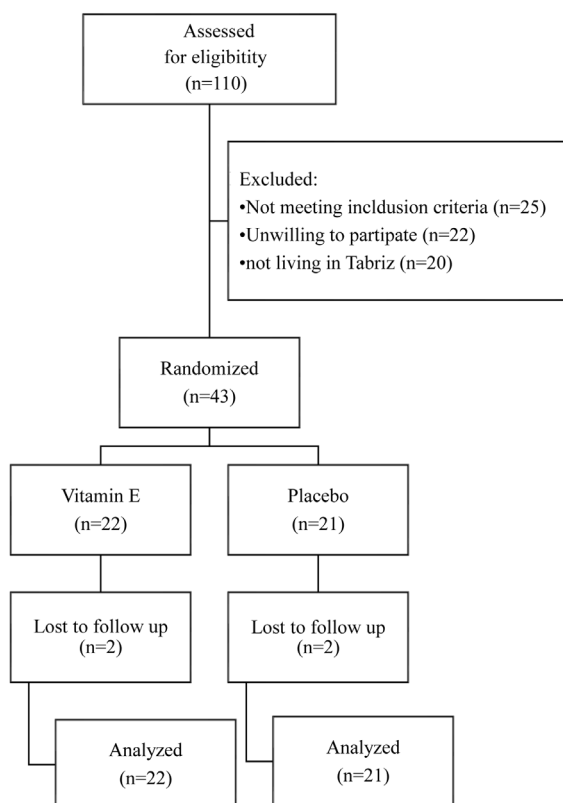 Assessed
for eligibitity
(n=110)
Excluded:
•Not meeting incldusion criteria (n=25)
•Unwilling to partipate (n=22)
•not living in Tabriz (n=20)
Randomized
(n=43)
Vitamin E
(n=22)
Placebo
(n=21)
Lost to follow up
(n=2)
Lost to follow up
(n=2)
Analyzed
(n=22)
Analyzed
(n=21)